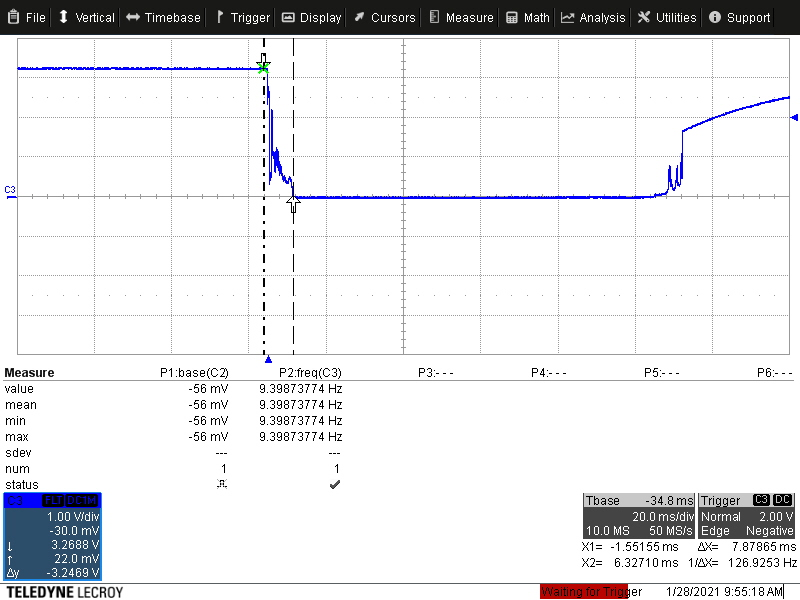 File Vertical Timebase Trigger Display Cursors Measure Math Analysis Utilities Support
C3
Measure P1:base(C2) P2:freq(C3) P3:- - - P4:- - - P5:- - - P6:- - -
value -56 mV 9.39873774 Hz
mean -56 mV 9.39873774 Hz
min -56 mV 9.39873774 Hz
max -56 mV 9.39873774 Hz
sdev --- ---
num 1 1
status
C3 FLT DC1M
1.00 V/div
-30.0 mV
↓ 3.2688 V
↑ 22.0 mV
Δy -3.2469 V
Tbase -34.8 ms
20.0 ms/div
10.0 MS 50 MS/s
Trigger C3 DC
Normal 2.00 V
Edge Negative
X1= -1.55155 ms ΔX= 7.87865 ms
X2= 6.32710 ms 1/ΔX= 126.9253 Hz
TELEDYNE LECROY
Waiting for Trigger 1/28/2021 9:55:18 AM